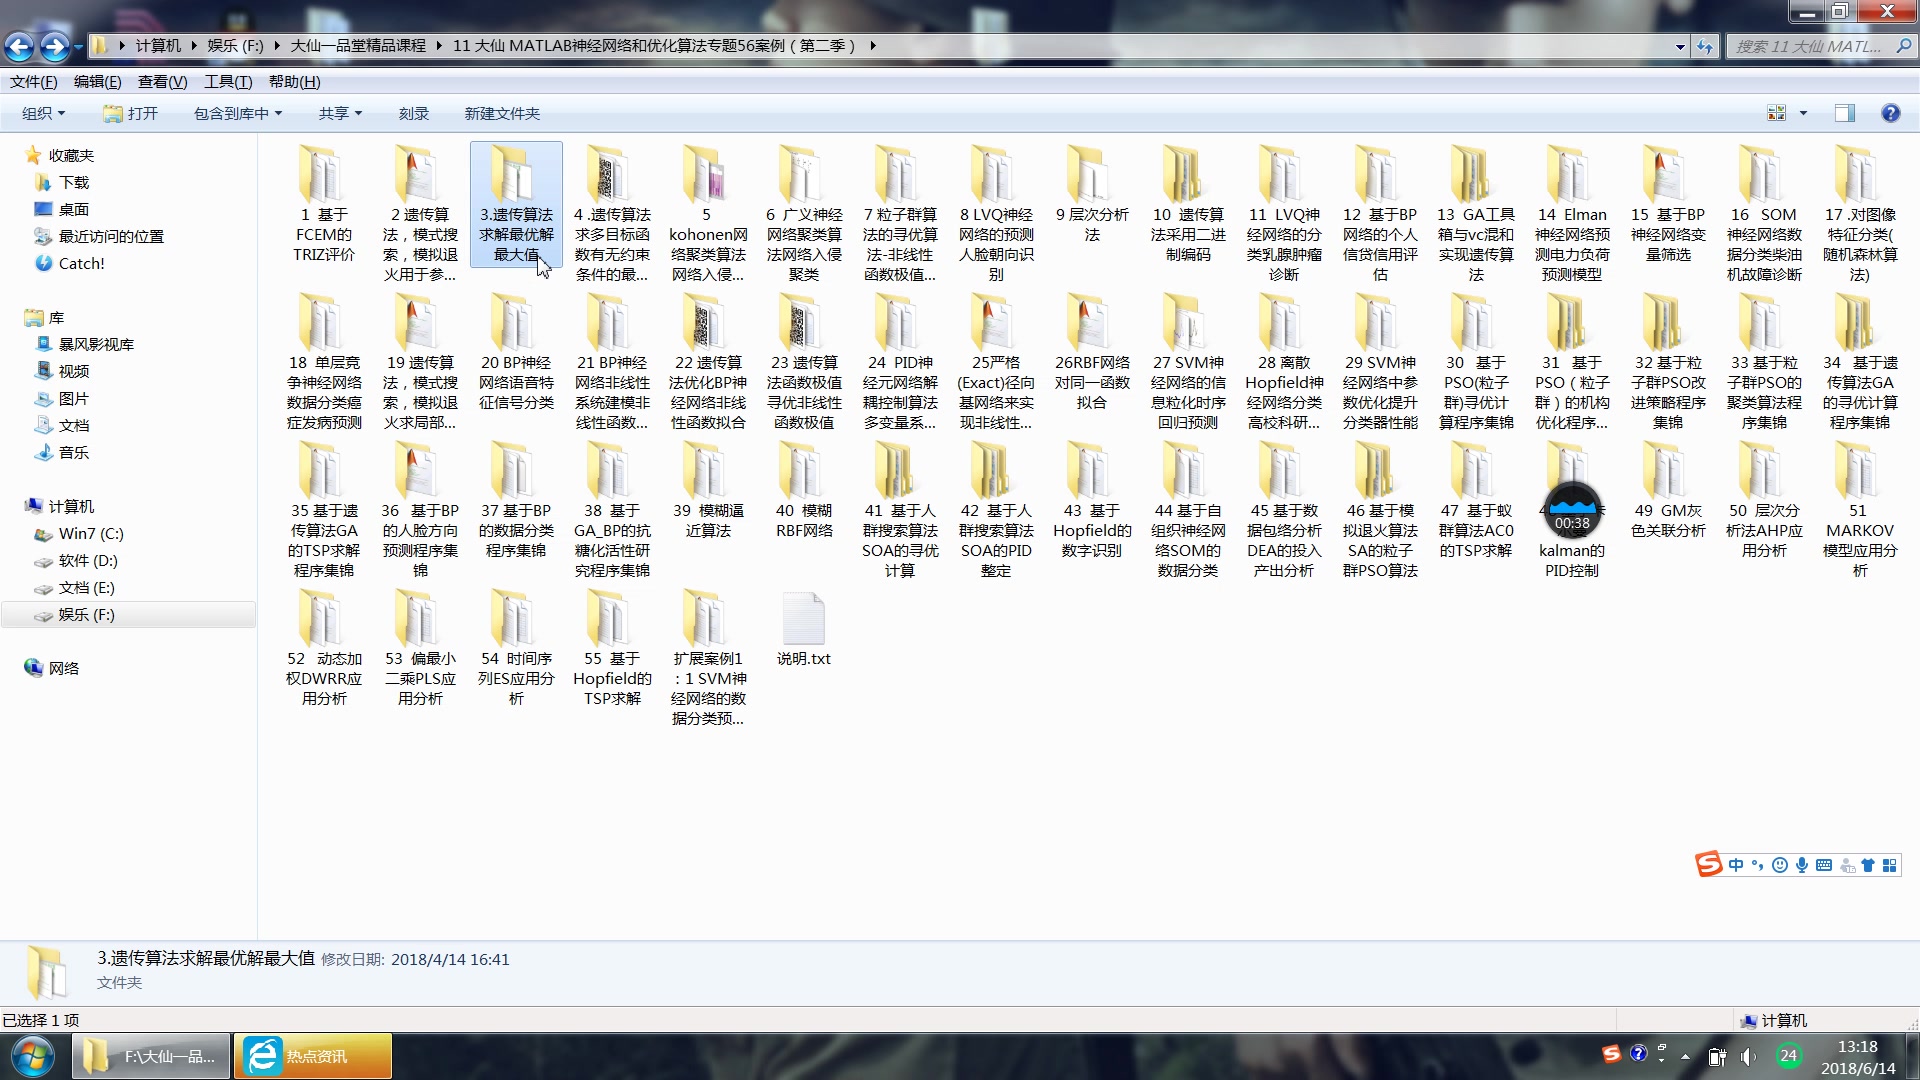 计算机 娱乐 (F:) 大仙一品堂精品课程 11 大仙 MATLAB神经网络和优化算法专题56案例（第二季）
搜索 11 大仙 MATL...
文件(F) 编辑(E) 查看(V) 工具(T) 帮助(H)
组织 打开 包含到库中 共享 刻录 新建文件夹
收藏夹
下载
桌面
最近访问的位置
Catch!
库
暴风影视库
视频
图片
文档
音乐
计算机
Win7 (C:)
软件 (D:)
文档 (E:)
娱乐 (F:)
网络
1 基于
FCEM的
TRIZ评价
2 遗传算
法，模式搜
索，模拟退
火用于参...
3.遗传算法
求解最优解
最大值
4 .遗传算法
求多目标函
数有无约束
条件的最...
5
kohonen网
络聚类算法
网络入侵...
6 广义神经
网络聚类算
法网络入侵
聚类
7 粒子群算
法的寻优算
法-非线性
函数极值...
8 LVQ神经
网络的预测
人脸朝向识
别
9 层次分析
法
10 遗传算
法采用二进
制编码
11 LVQ神
经网络的分
类乳腺肿瘤
诊断
12 基于BP
网络的个人
信贷信用评
估
13 GA工具
箱与vc混和
实现遗传算
法
14 Elman
神经网络预
测电力负荷
预测模型
15 基于BP
神经网络变
量筛选
16 SOM
神经网络数
据分类柴油
机故障诊断
17 .对图像
特征分类(
随机森林算
法)
18 单层竞
争神经网络
数据分类癌
症发病预测
19 遗传算
法，模式搜
索，模拟退
火求局部...
20 BP神经
网络语音特
征信号分类
21 BP神经
网络非线性
系统建模非
线性函数...
22 遗传算
法优化BP神
经网络非线
性函数拟合
23 遗传算
法函数极值
寻优非线性
函数极值
24 PID神
经元网络解
耦控制算法
多变量系...
25严格
(Exact)径向
基网络来实
现非线性...
26RBF网络
对同一函数
拟合
27 SVM神
经网络的信
息粒化时序
回归预测
28 离散
Hopfield神
经网络分类
高校科研...
29 SVM神
经网络中参
数优化提升
分类器性能
30 基于
PSO(粒子
群)寻优计
算程序集锦
31 基于
PSO（粒子
群）的机构
优化程序...
32 基于粒
子群PSO改
进策略程序
集锦
33 基于粒
子群PSO的
聚类算法程
序集锦
34 基于遗
传算法GA
的寻优计算
程序集锦
35 基于遗
传算法GA
的TSP求解
程序集锦
36 基于BP
的人脸方向
预测程序集
锦
37 基于BP
的数据分类
程序集锦
38 基于
GA_BP的抗
糖化活性研
究程序集锦
39 模糊逼
近算法
40 模糊
RBF网络
41 基于人
群搜索算法
SOA的寻优
计算
42 基于人
群搜索算法
SOA的PID
整定
43 基于
Hopfield的
数字识别
44 基于自
组织神经网
络SOM的
数据分类
45 基于数
据包络分析
DEA的投入
产出分析
46 基于模
拟退火算法
SA的粒子
群PSO算法
47 基于蚁
群算法AC0
的TSP求解
00:38
kalman的
PID控制
49 GM灰
色关联分析
50 层次分
析法AHP应
用分析
51
MARKOV
模型应用分
析
52 动态加
权DWRR应
用分析
53 偏最小
二乘PLS应
用分析
54 时间序
列ES应用分
析
55 基于
Hopfield的
TSP求解
扩展案例1
：1 SVM神
经网络的数
据分类预...
说明.txt
中
3.遗传算法求解最优解最大值 修改日期: 2018/4/14 16:41
文件夹
已选择 1 项
计算机
F:\大仙一品...
热点资讯
24
13:18
2018/6/14